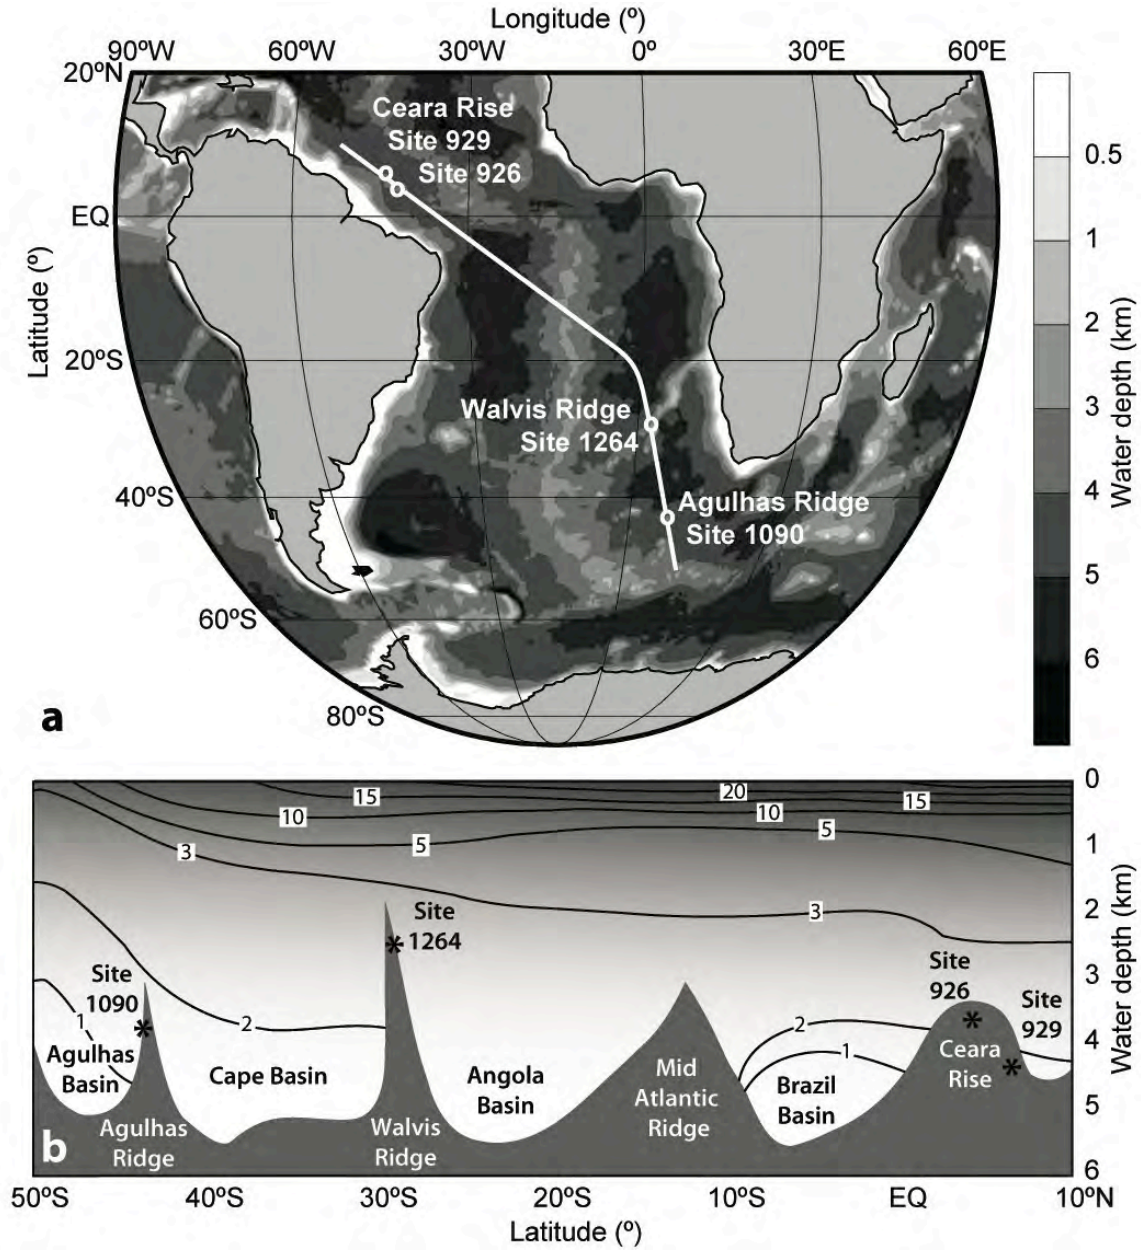 Longitude (º)
90ºW 60ºW 30ºW 0º 30ºE 60ºE
20ºN
EQ
20ºS
40ºS
60ºS
80ºS
Latitude (º)
Ceara Rise
Site 929
Site 926
Walvis Ridge
Site 1264
Agulhas Ridge
Site 1090
0.5
1
2
3
4
5
6
Water depth (km)
a
15
20
15
10
10
5
5
3
3
2
2
1
1
Site
1264
Site
1090
Site
926
Site
929
Agulhas
Basin
Cape Basin
Angola
Basin
Brazil
Basin
Agulhas
Ridge
Walvis
Ridge
Mid
Atlantic
Ridge
Ceara
Rise
b
0
1
2
3
4
5
6
Water depth (km)
50ºS 40ºS 30ºS 20ºS 10ºS EQ 10ºN
Latitude (º)